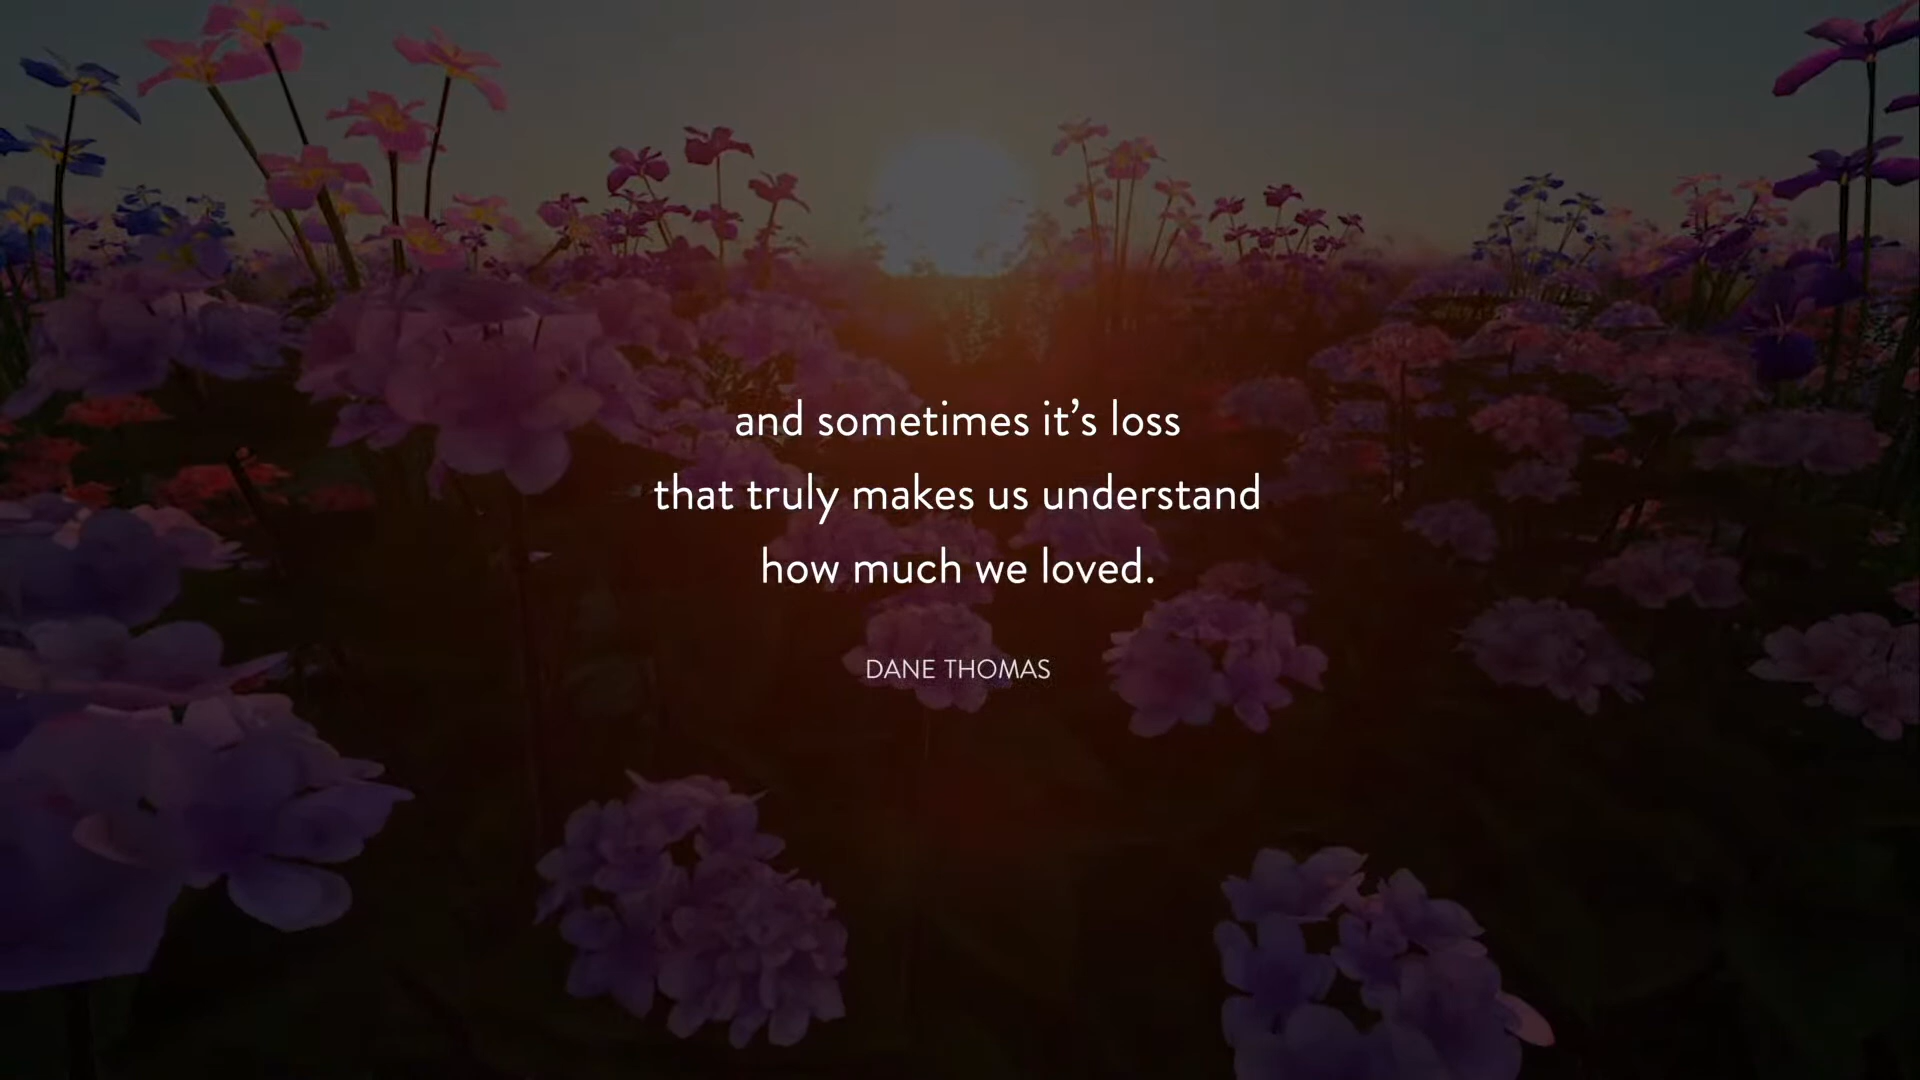 and sometimes it’s loss
that truly makes us understand
how much we loved.
DANE THOMAS